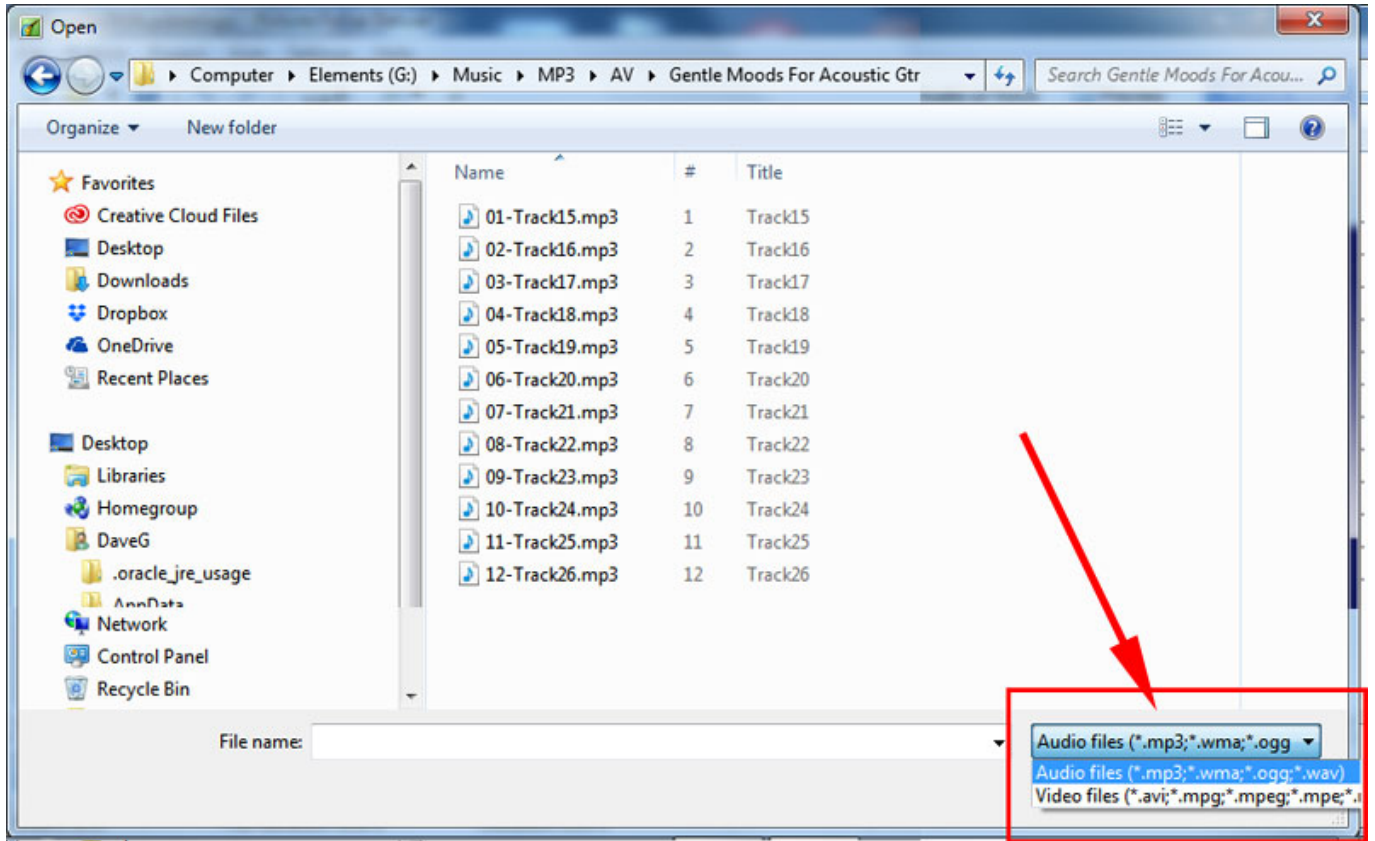 Open
Computer ▸ Elements (G:) ▸ Music ▸ MP3 ▸ AV ▸ Gentle Moods For Acoustic Gtr
Search Gentle Moods For Acou...
Organize New folder
Favorites
Creative Cloud Files
Desktop
Downloads
Dropbox
OneDrive
Recent Places
Desktop
Libraries
Homegroup
DaveG
.oracle_jre_usage
AppData
Network
Control Panel
Recycle Bin
Name # Title
01-Track15.mp3 1 Track15
02-Track16.mp3 2 Track16
03-Track17.mp3 3 Track17
04-Track18.mp3 4 Track18
05-Track19.mp3 5 Track19
06-Track20.mp3 6 Track20
07-Track21.mp3 7 Track21
08-Track22.mp3 8 Track22
09-Track23.mp3 9 Track23
10-Track24.mp3 10 Track24
11-Track25.mp3 11 Track25
12-Track26.mp3 12 Track26
File name:
Audio files (*.mp3;*.wma;*.ogg
Audio files (*.mp3;*.wma;*.ogg;*.wav)
Video files (*.avi;*.mpg;*.mpeg;*.mpe;*.